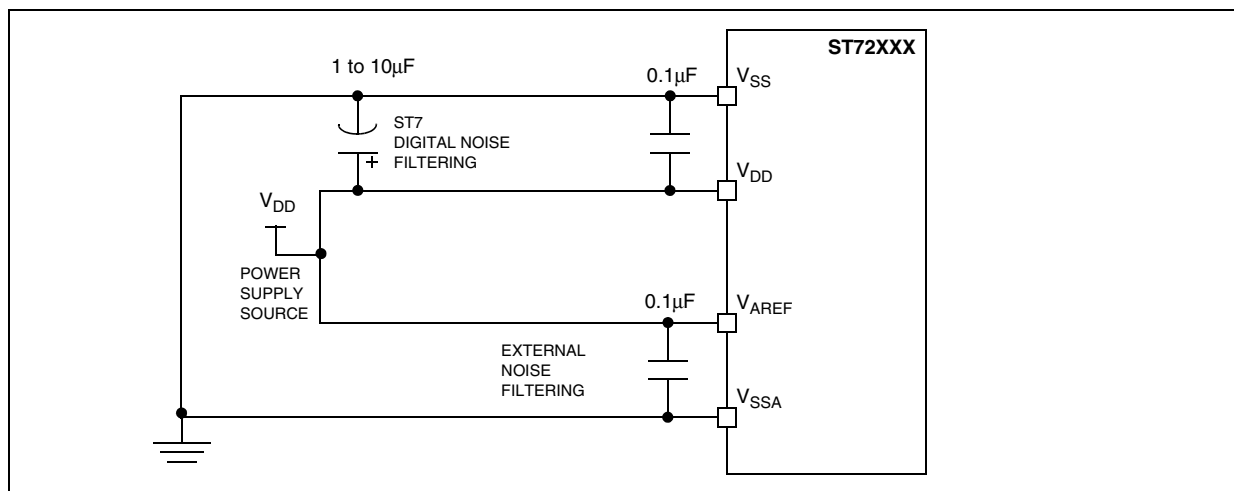 ST72XXX
1 to 10μF
0.1μF
VSS
ST7
DIGITAL NOISE
FILTERING
+
VDD
VDD
POWER
SUPPLY
SOURCE
0.1μF
VAREF
EXTERNAL
NOISE
FILTERING
VSSA